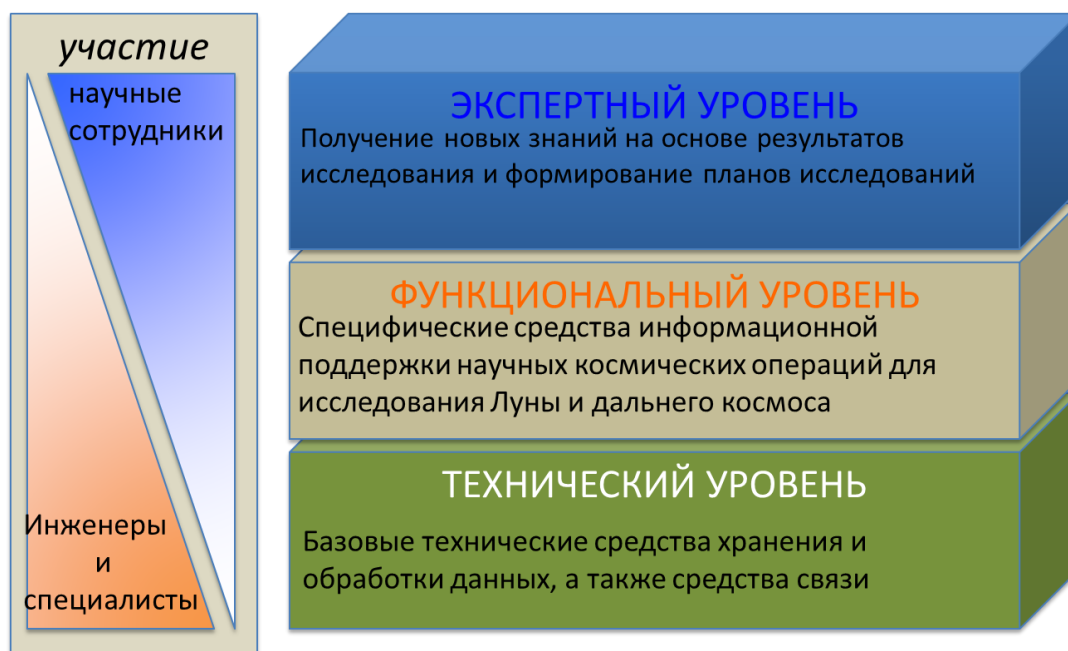 участие
научные
сотрудники
Инженеры
и
специалисты
ЭКСПЕРТНЫЙ УРОВЕНЬ
Получение новых знаний на основе результатов
исследования и формирование планов исследований
ФУНКЦИОНАЛЬНЫЙ УРОВЕНЬ
Специфические средства информационной
поддержки научных космических операций для
исследования Луны и дальнего космоса
ТЕХНИЧЕСКИЙ УРОВЕНЬ
Базовые технические средства хранения и
обработки данных, а также средства связи